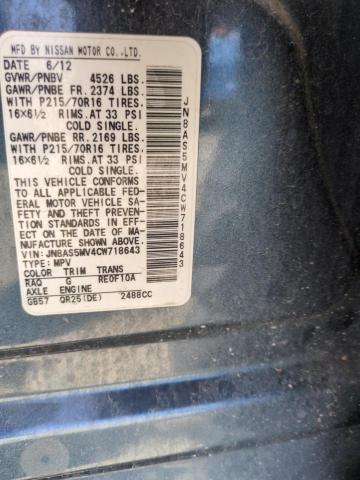 MFD BY NISSAN MOTOR CO.,LTD.
DATE 6/12
GVWR/PNBV 4526 LBS.
GAWR/PNBE FR. 2374 LBS.
WITH P215/70R16 TIRES.
16×6½ RIMS.AT 33 PSI
COLD SINGLE.
GAWR/PNBE RR. 2169 LBS.
WITH P215/70R16 TIRES.
16×6½ RIMS.AT 33 PSI
COLD SINGLE.
THIS VEHICLE CONFORMS
TO ALL APPLICABLE FED-
ERAL MOTOR VEHICLE SA-
FETY AND THEFT PREVEN-
TION STANDARDS IN EFF-
ECT ON THE DATE OF MA-
NUFACTURE SHOWN ABOVE.
VIN: JN8AS5MV4CW718643
TYPE: MPV
COLOR TRIM TRANS
RAQ G RE0F10A
AXLE ENGINE
GB57 QR25(DE) 2488CC
JN8AS5MV4CW718643